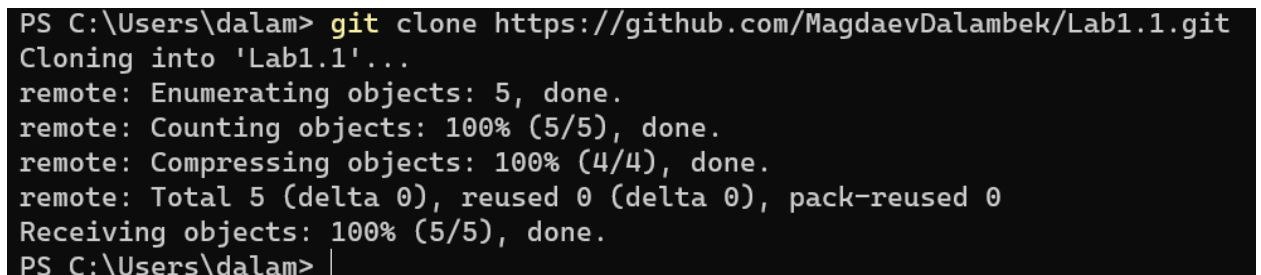 PS C:\Users\dalam> git clone https://github.com/MagdaevDalambek/Lab1.1.git
Cloning into 'Lab1.1'...
remote: Enumerating objects: 5, done.
remote: Counting objects: 100% (5/5), done.
remote: Compressing objects: 100% (4/4), done.
remote: Total 5 (delta 0), reused 0 (delta 0), pack-reused 0
Receiving objects: 100% (5/5), done.
PS C:\Users\dalam>